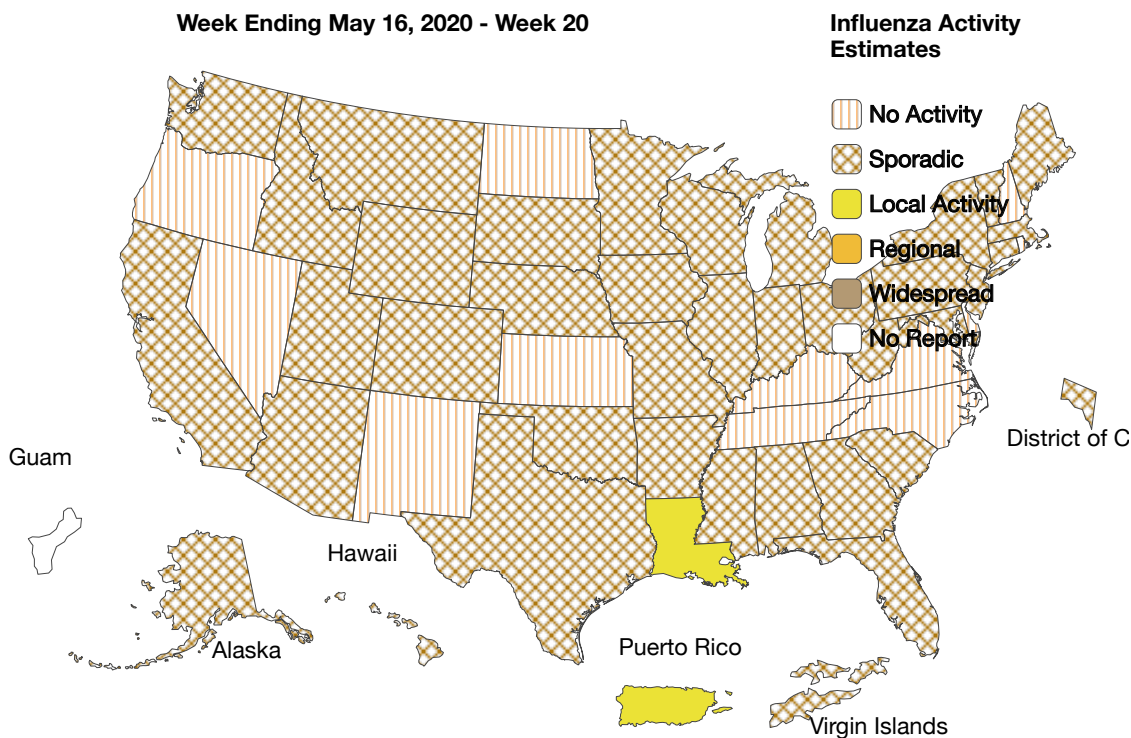 Week Ending May 16, 2020 - Week 20
Influenza Activity
Estimates
No Activity
Sporadic
Local Activity
Regional
Widespread
No Report
District of C
Guam
Hawaii
Alaska
Puerto Rico
Virgin Islands